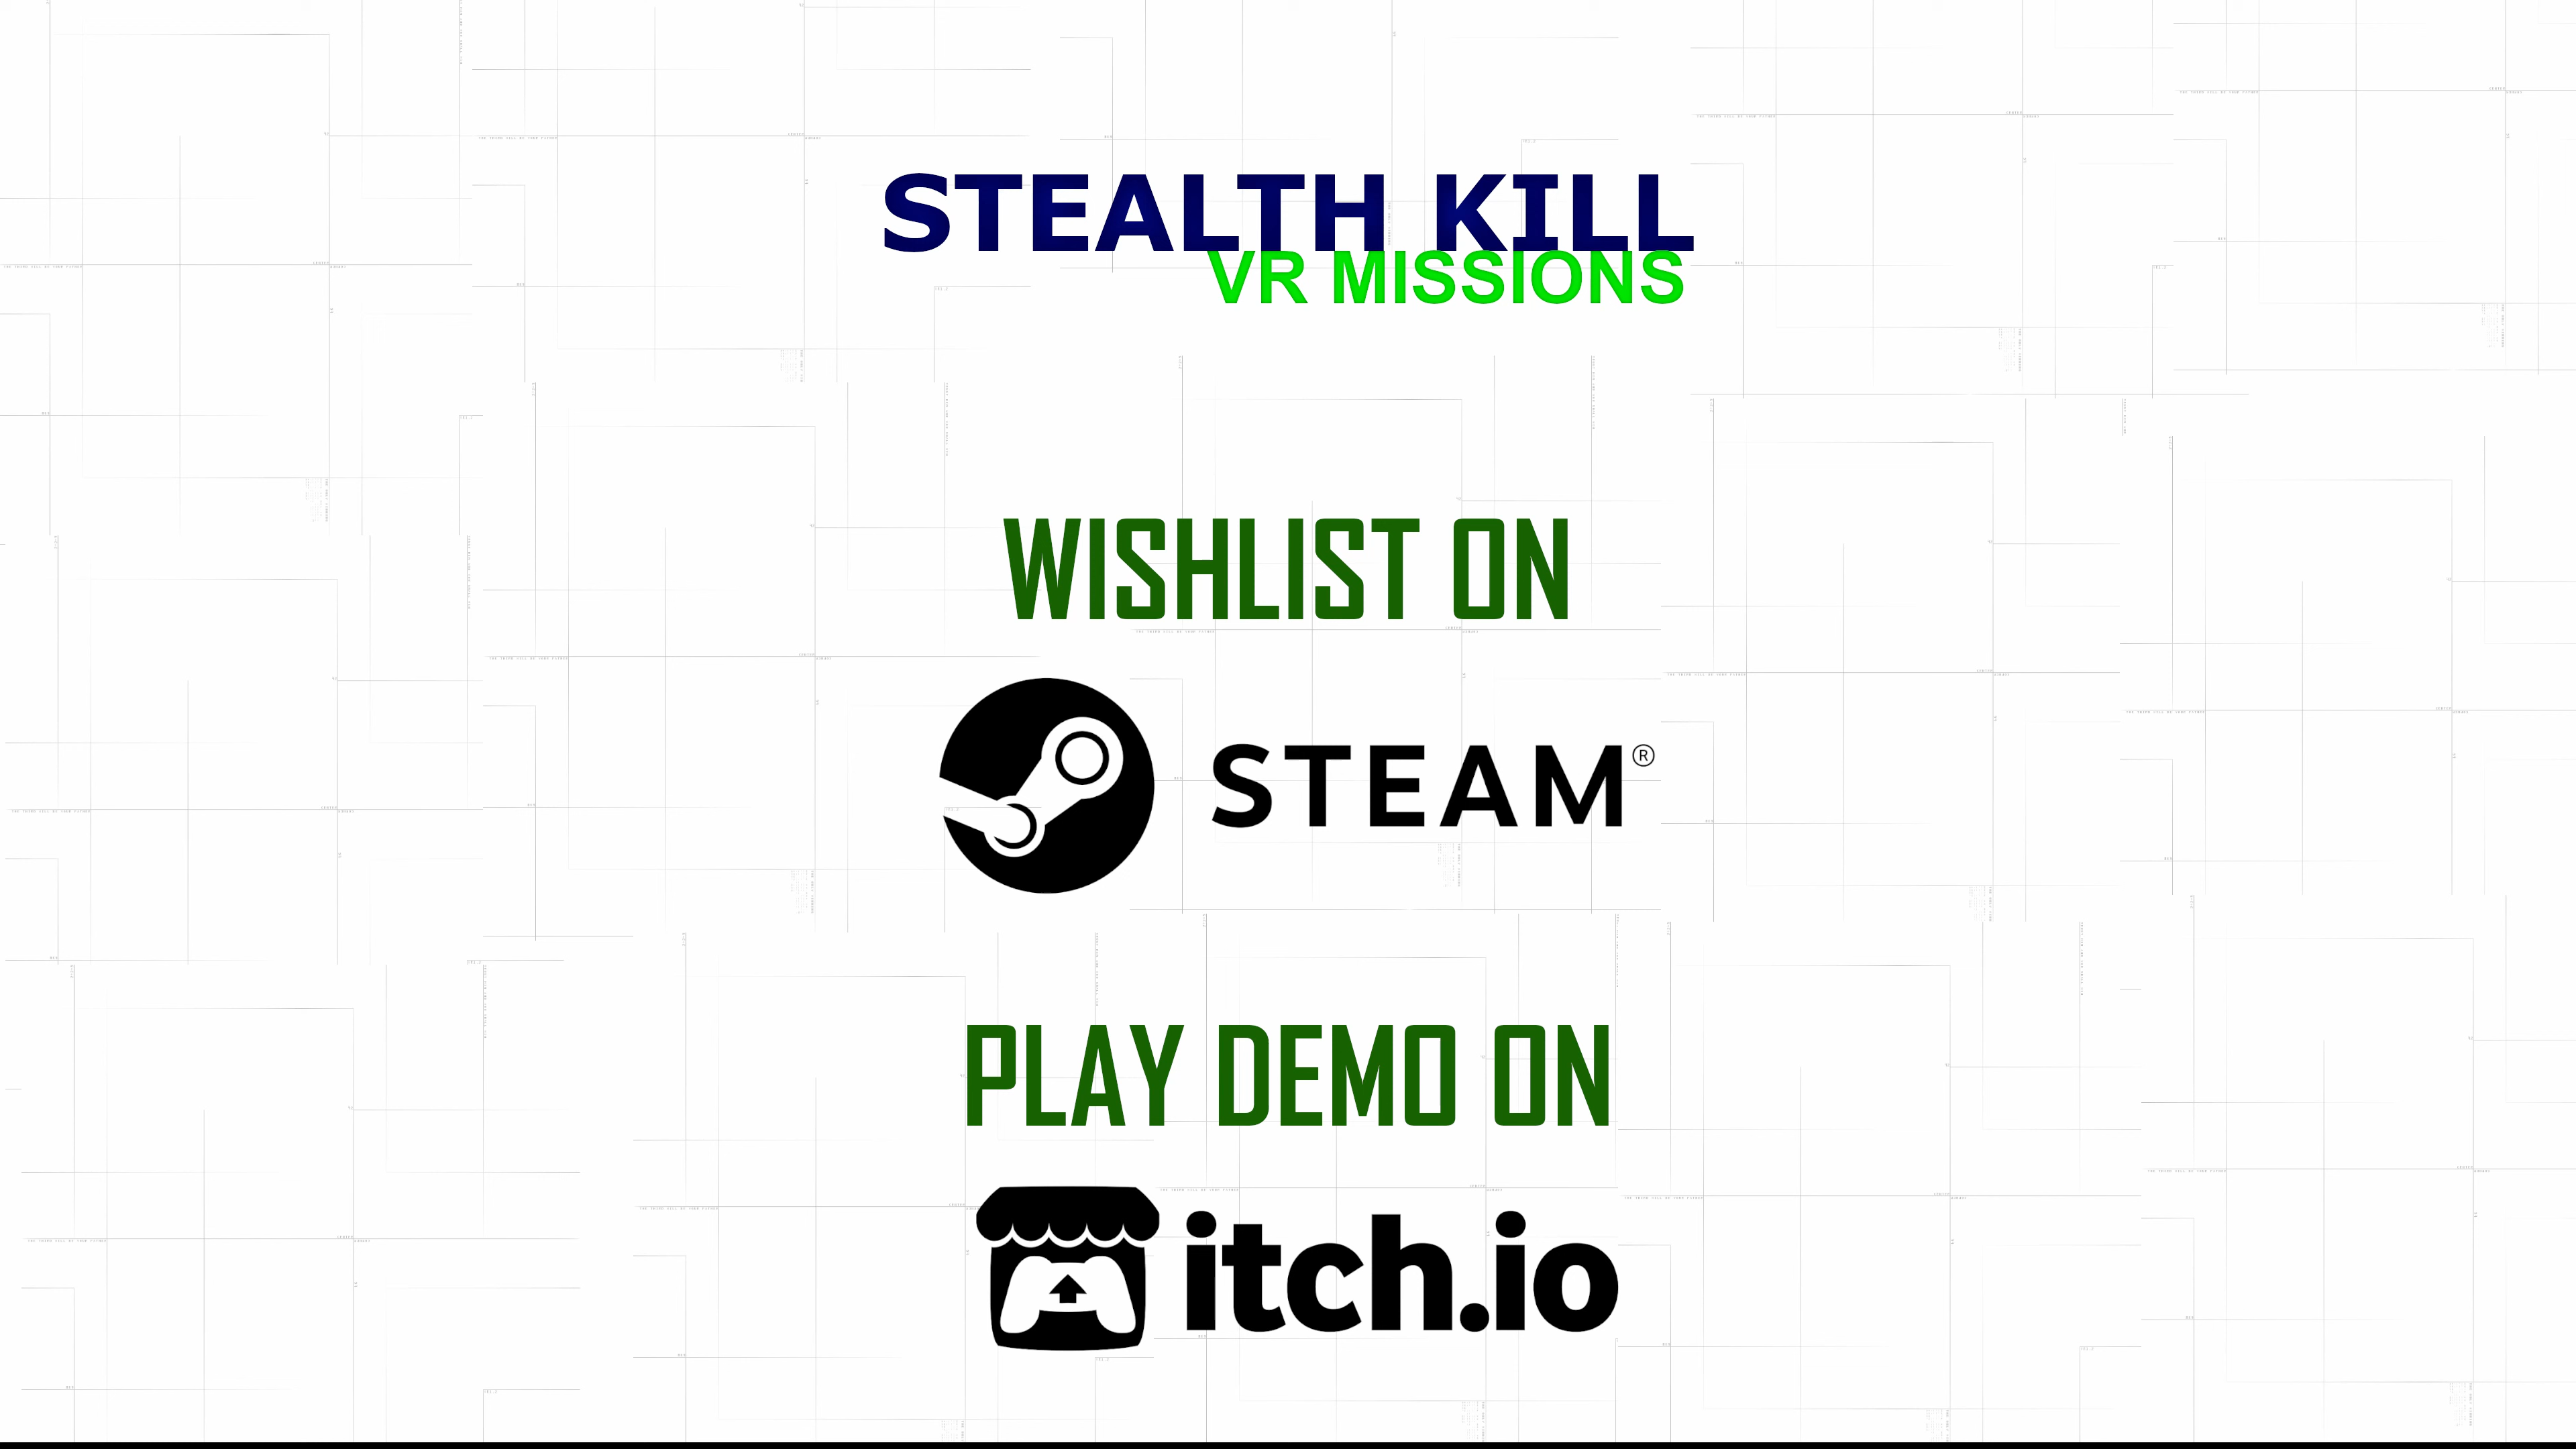 STEALTH KILL
VR MISSIONS
WISHLIST ON
STEAM®
PLAY DEMO ON
itch.io